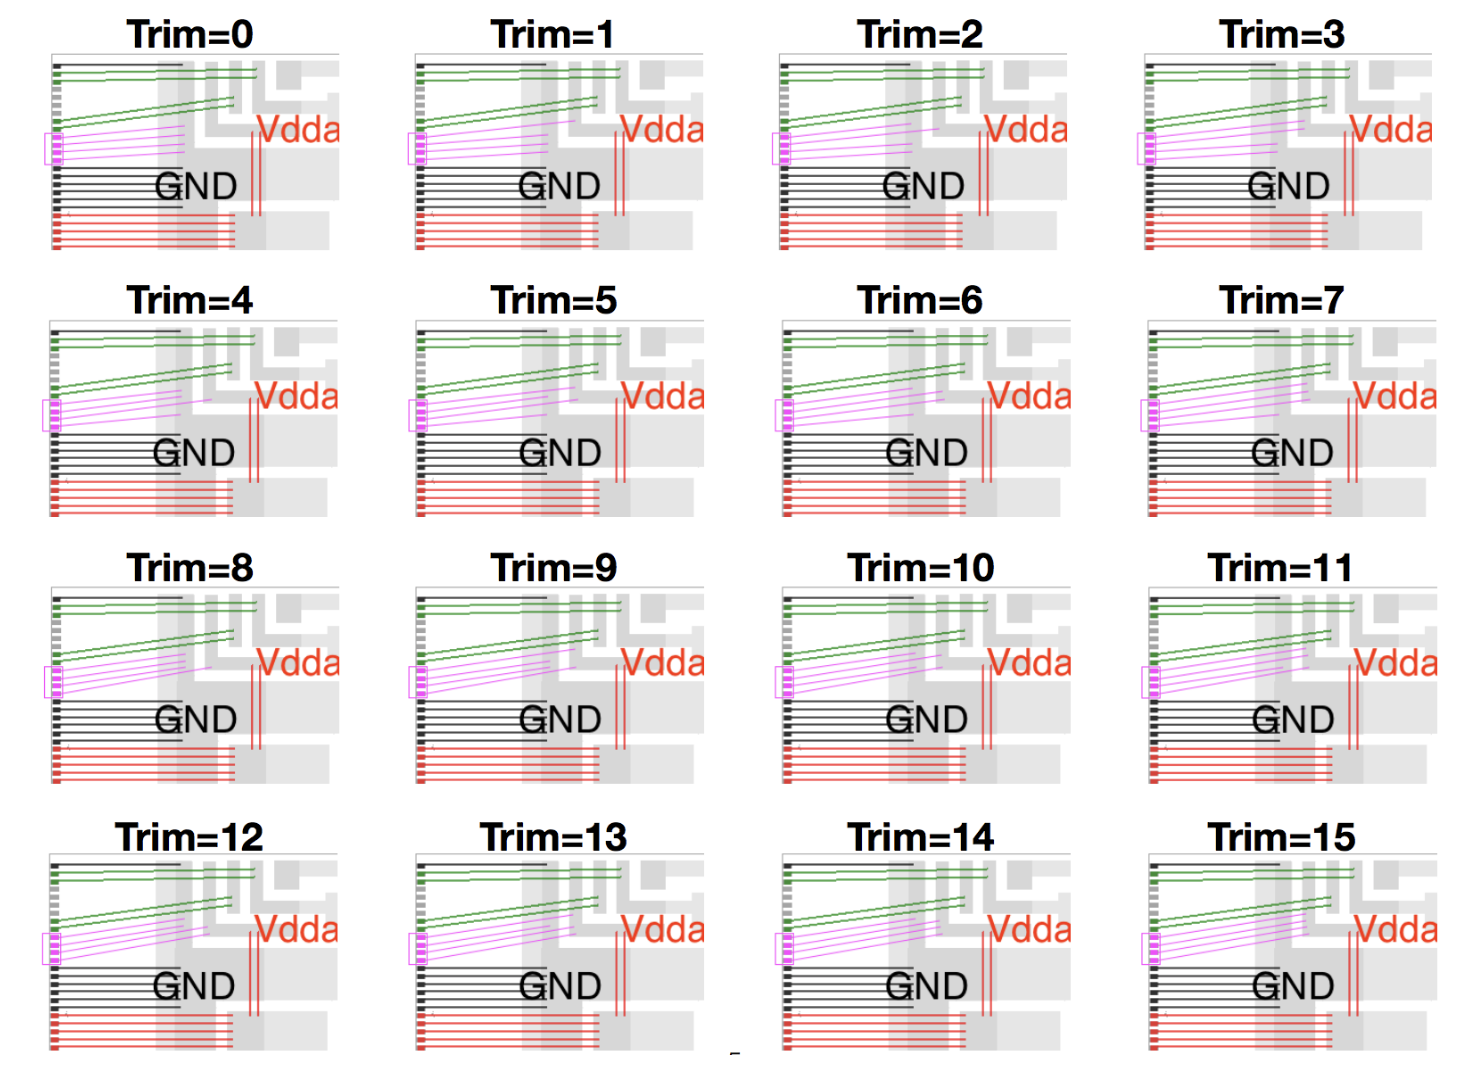 Trim=0 Trim=1 Trim=2 Trim=3
Vdda Vdda Vdda Vdda
GND GND GND GND
Trim=4 Trim=5 Trim=6 Trim=7
Vdda Vdda Vdda Vdda
GND GND GND GND
Trim=8 Trim=9 Trim=10 Trim=11
Vdda Vdda Vdda Vdda
GND GND GND GND
Trim=12 Trim=13 Trim=14 Trim=15
Vdda Vdda Vdda Vdda
GND GND GND GND